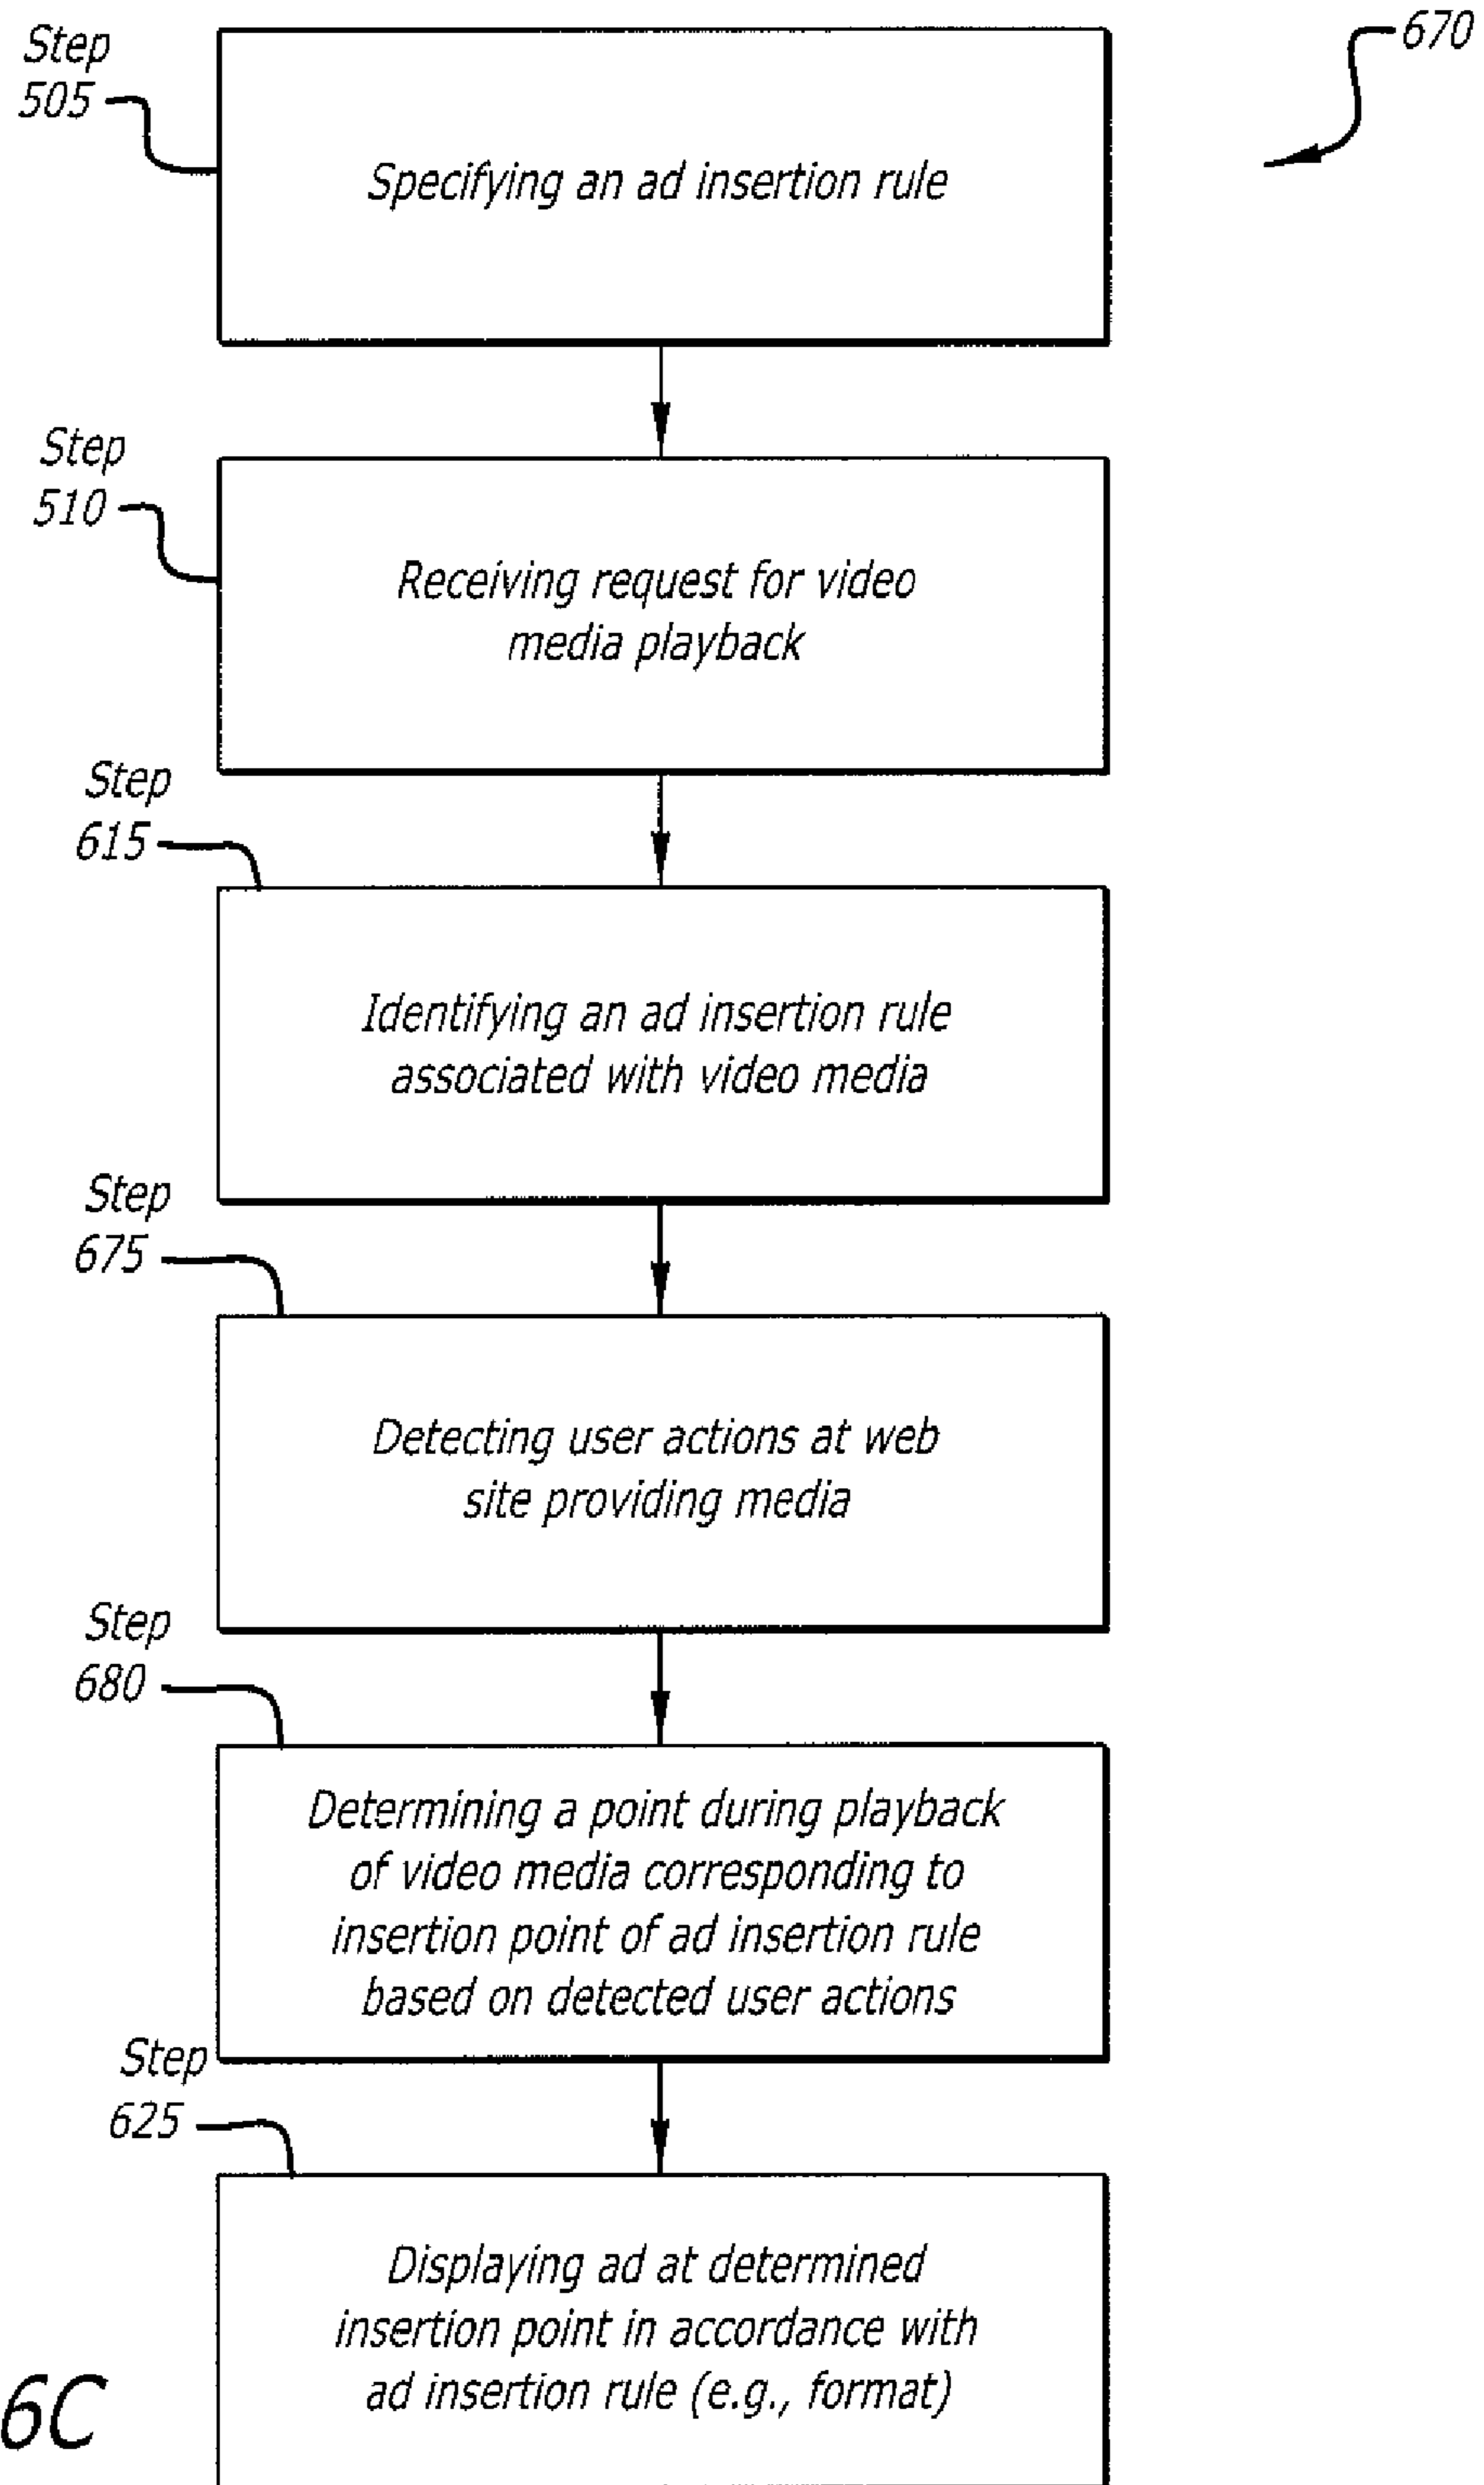 670
Step
505
Specifying an ad insertion rule
Step
510
Receiving request for video
media playback
Step
615
Identifying an ad insertion rule
associated with video media
Step
675
Detecting user actions at web
site providing media
Step
680
Determining a point during playback
of video media corresponding to
insertion point of ad insertion rule
based on detected user actions
Step
625
Displaying ad at determined
insertion point in accordance with
ad insertion rule (e.g., format)
6C